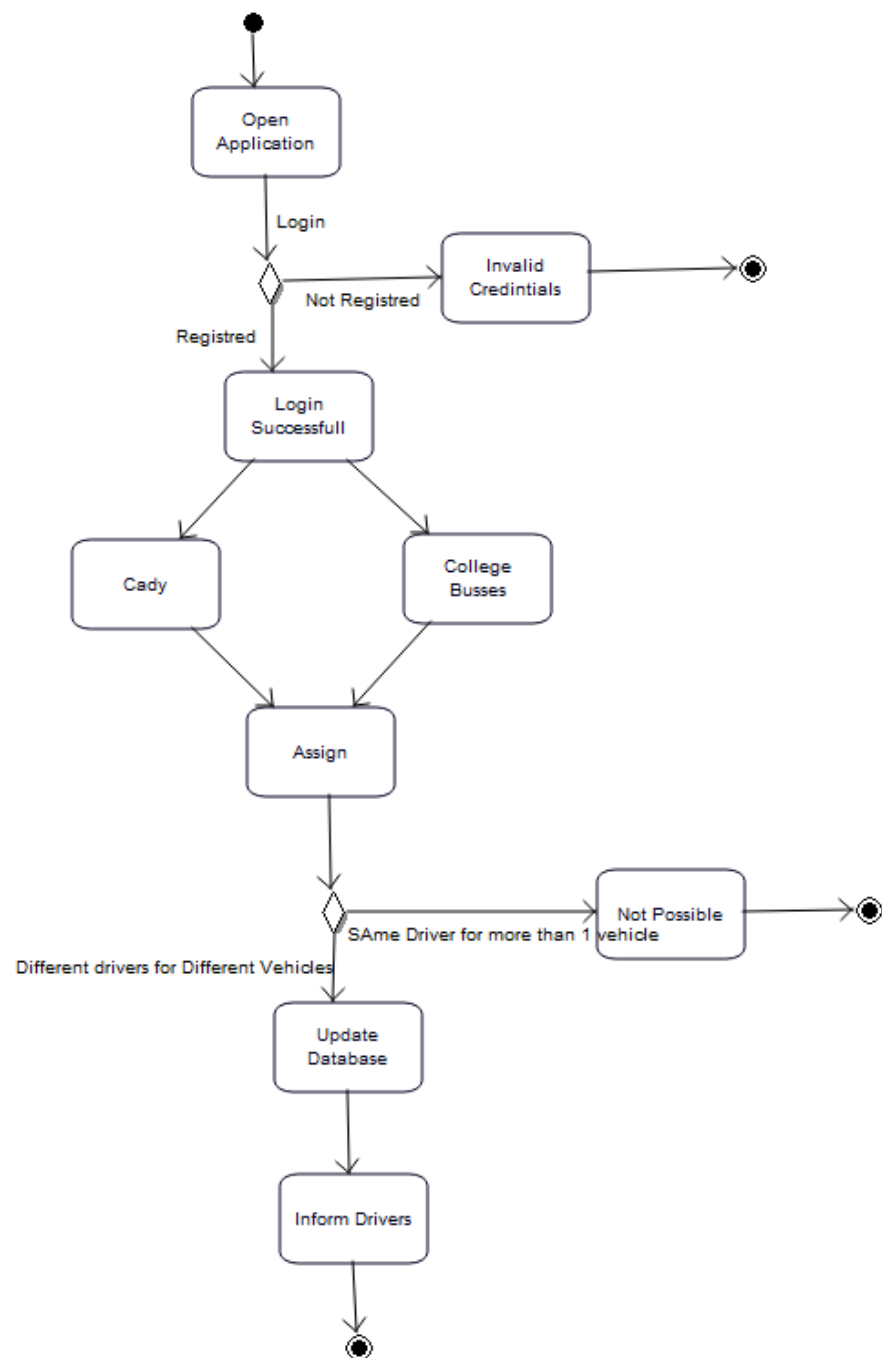 Open
Application
Login
Invalid
Credintials
Not Registred
Registred
Login
Successfull
Cady
College
Busses
Assign
Not Possible
SAme Driver for more than 1 vehicle
Different drivers for Different Vehicles
Update
Database
Inform Drivers